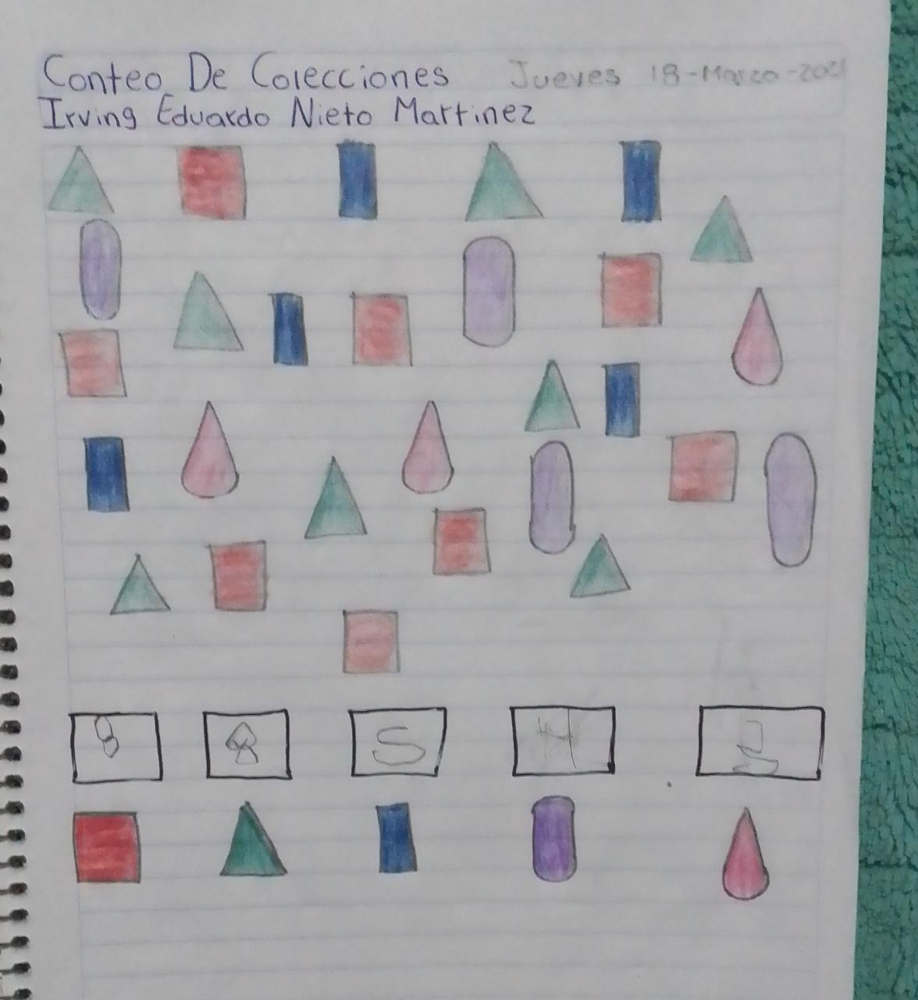 Conteo De Colecciones Jueves 18-Marzo-2021
Irving Eduardo Nieto Martinez
8 8 5 4 3